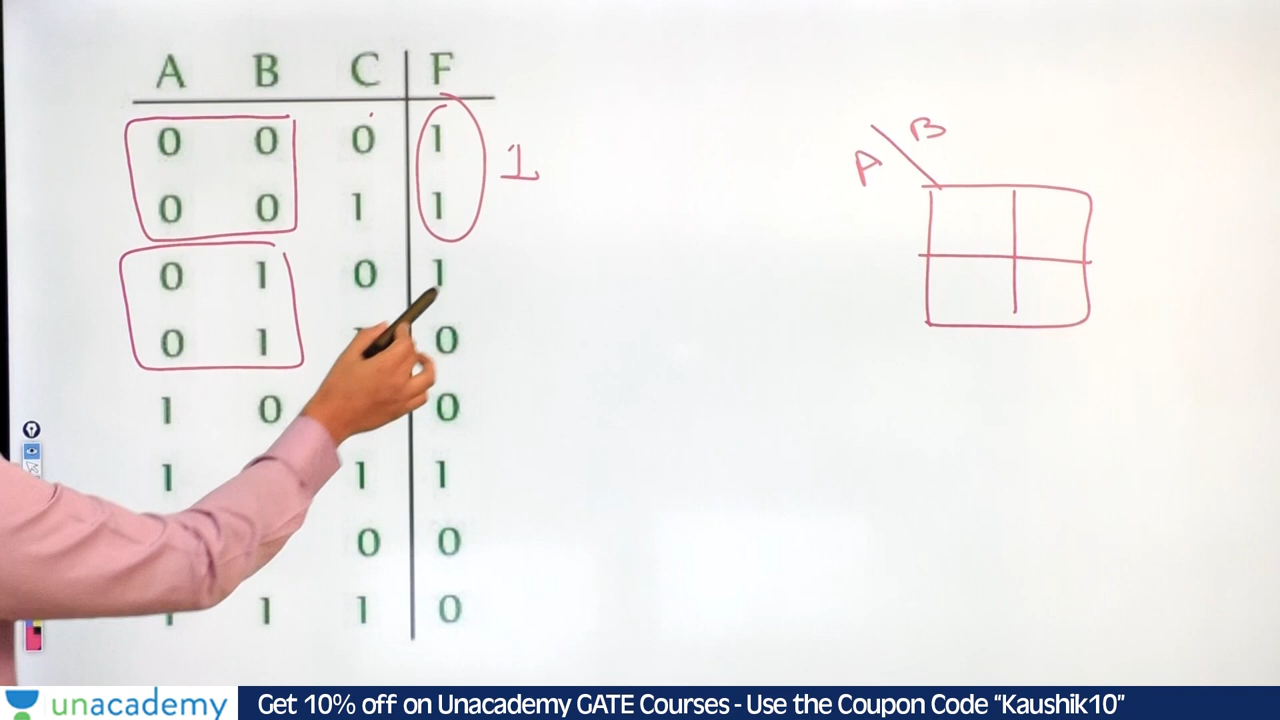 A B C F
0 0 0 1
0 0 1 1 1
0 1 0 1
0 1 0
1 0 0
1 1 1
0 0
1 1 0
B
A
unacademy
Get 10% off on Unacademy GATE Courses - Use the Coupon Code “Kaushik10”